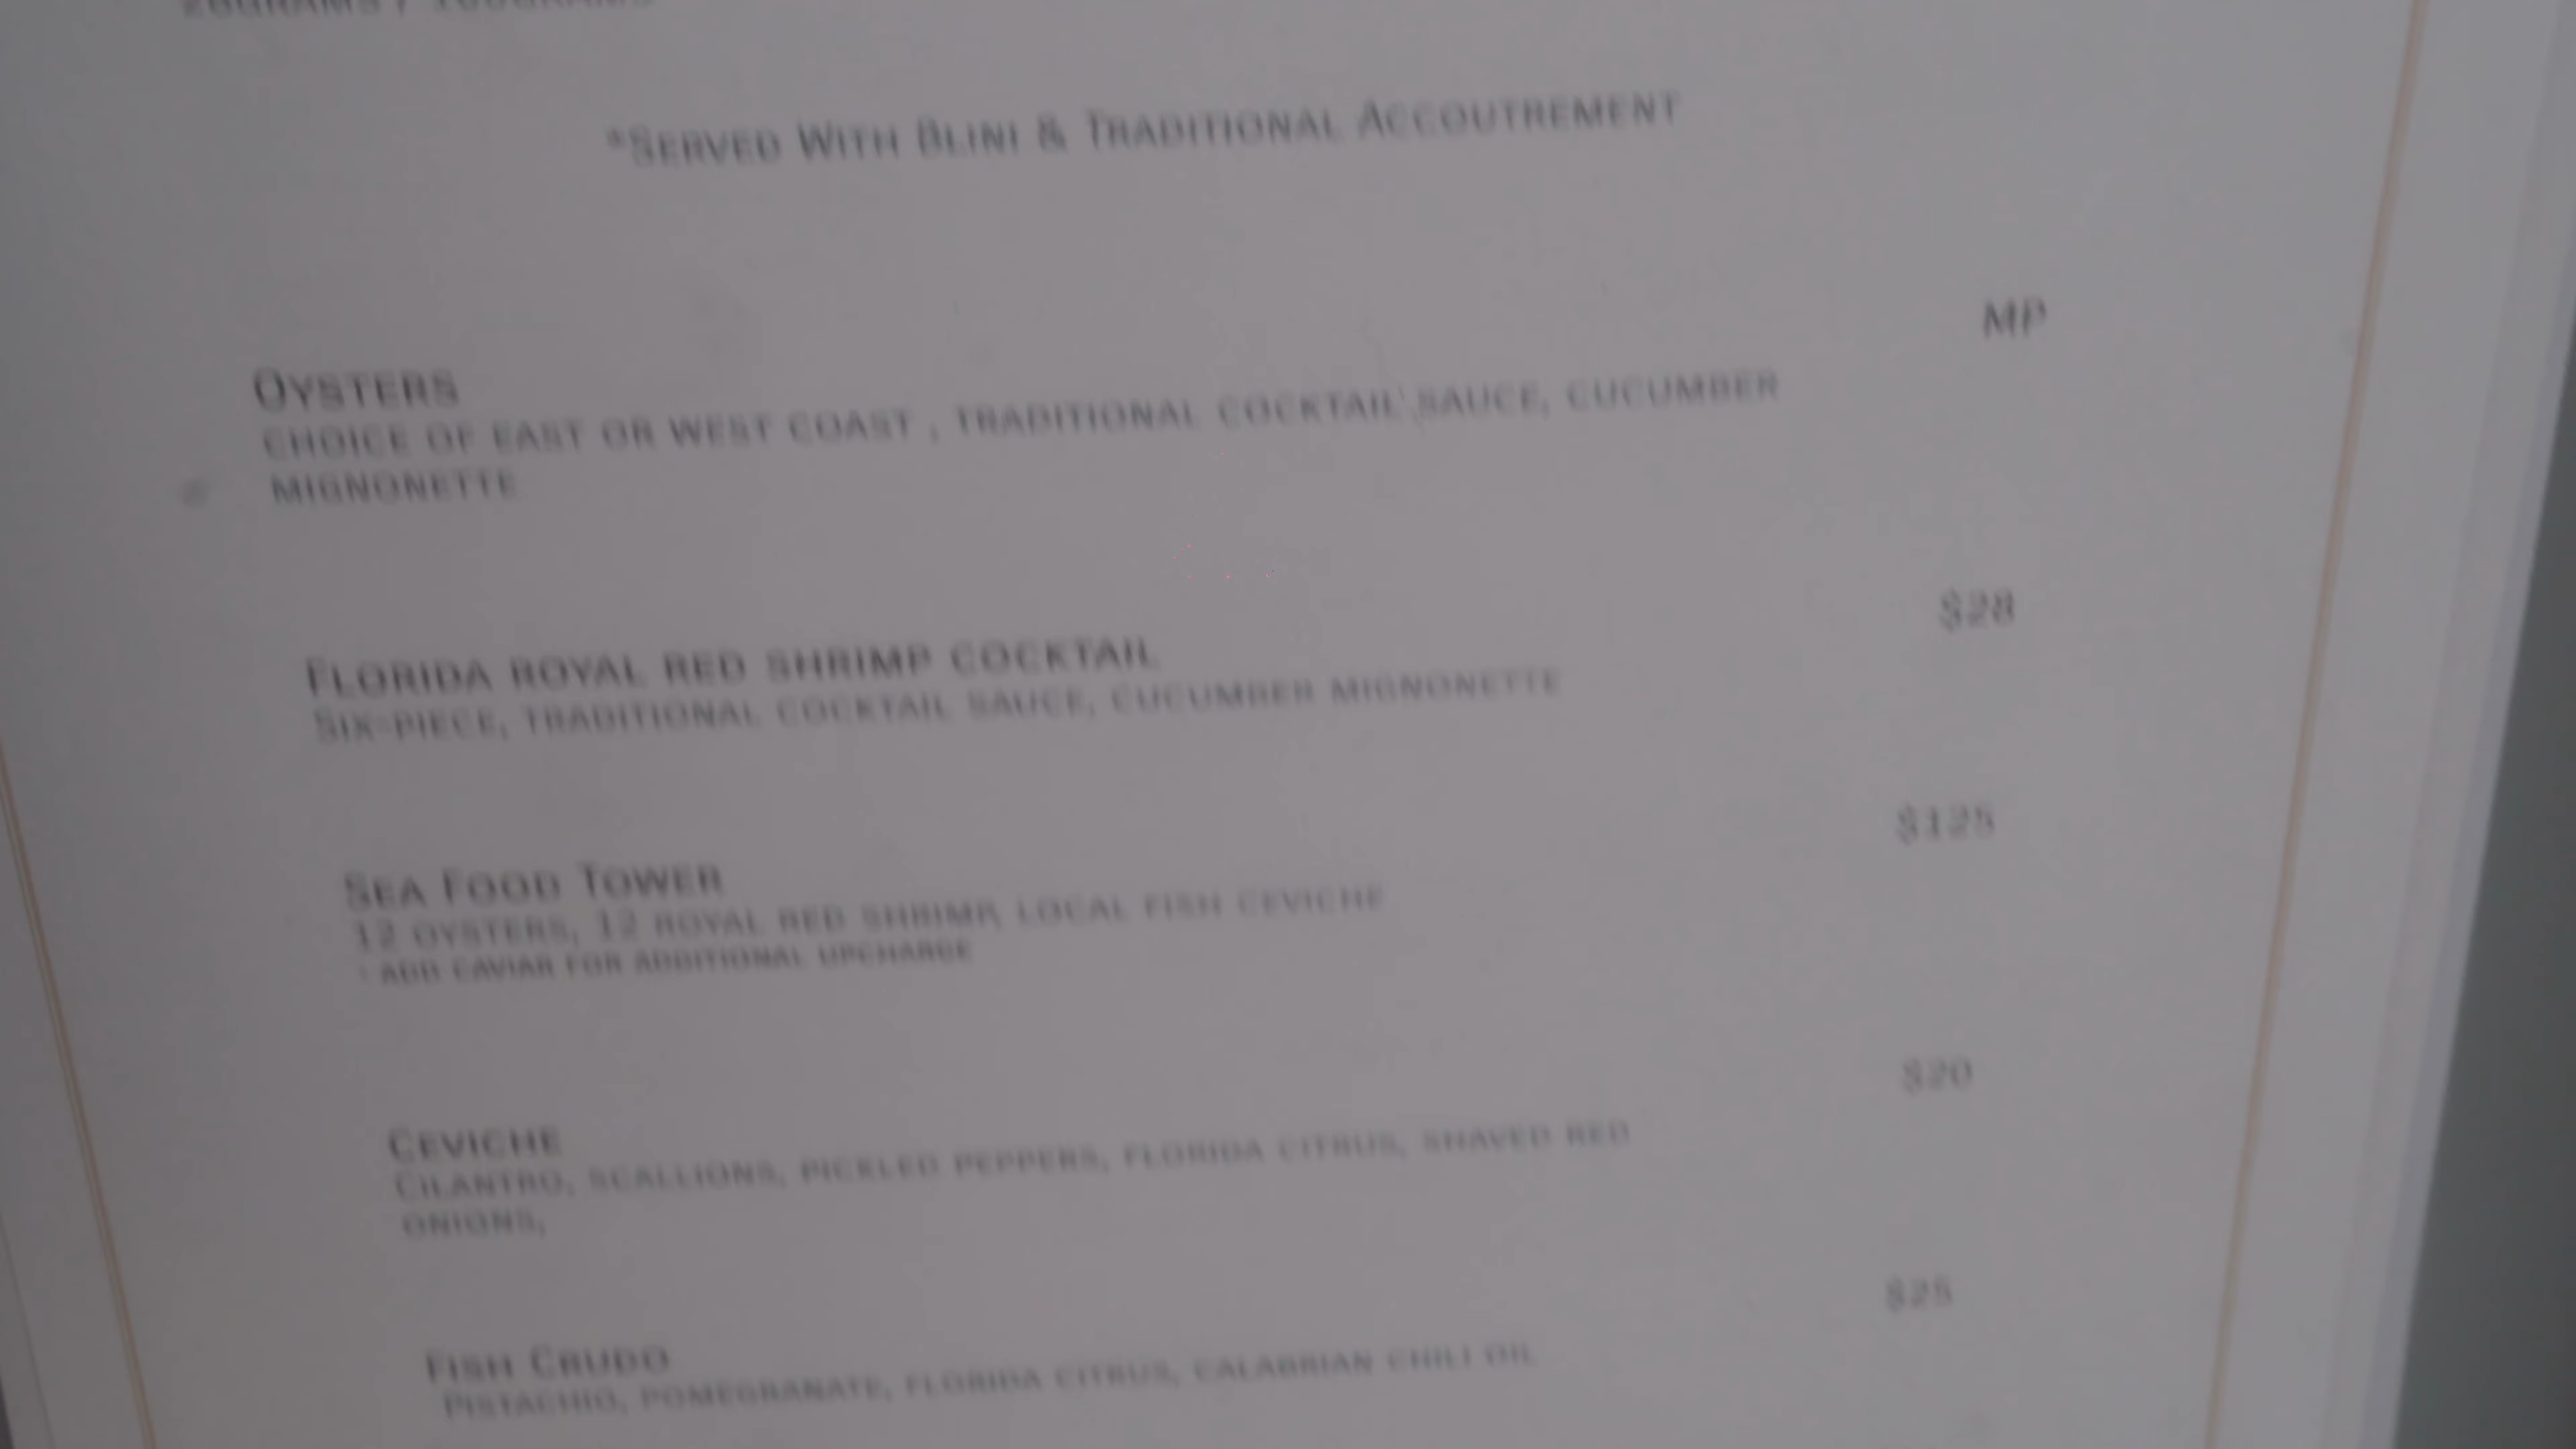 *Served With Blini & Traditional Accoutrement
MP
Oysters
choice of east or west coast , traditional cocktail sauce, cucumber
mignonette
$28
Florida royal red shrimp cocktail
Six-piece, traditional cocktail sauce, cucumber mignonette
$125
Sea Food Tower
12 oysters, 12 royal red shrimp, local fish ceviche
- add caviar for additional upcharge
$20
Ceviche
Cilantro, scallions, pickled peppers, florida citrus, shaved red
onions,
$25
Fish Crudo
Pistachio, pomegranate, florida citrus, calabrian chili oil